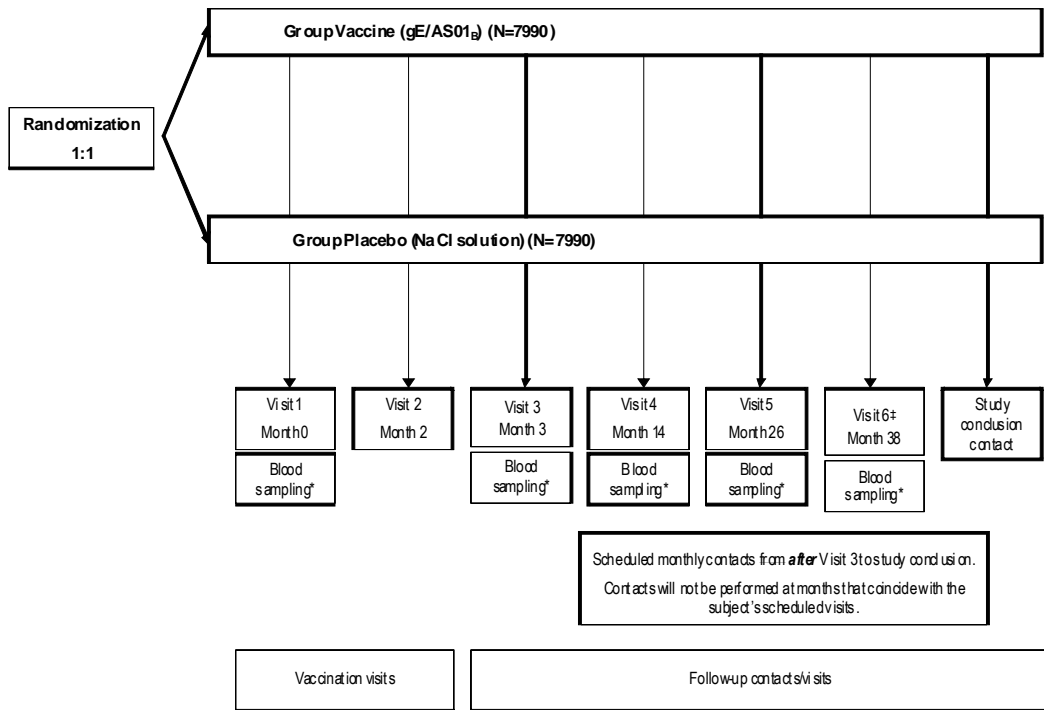 Group Vaccine (gE/AS01B) (N=7990)
Randomization
1:1
Group Placebo (NaCl solution) (N=7990)
Visit 1
Month 0
Blood
sampling*
Visit 2
Month 2
Visit 3
Month 3
Blood
sampling*
Visit 4
Month 14
Blood
sampling*
Visit 5
Month 26
Blood
sampling*
Visit 6‡
Month 38
Blood
sampling*
Study
conclusion
contact
Scheduled monthly contacts from after Visit 3 to study conclusion.
Contacts will not be performed at months that coincide with the
subject's scheduled visits.
Vaccination visits
Follow-up contacts/visits